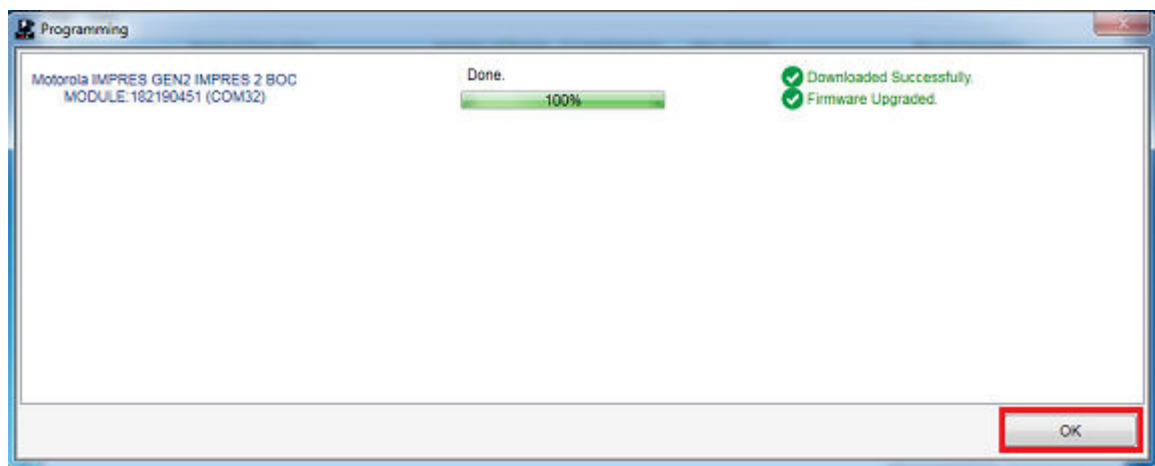 Programming
Motorola IMPRES GEN2 IMPRES 2 BOC
MODULE:182190451 (COM32)
Done.
100%
Downloaded Successfully.
Firmware Upgraded.
OK